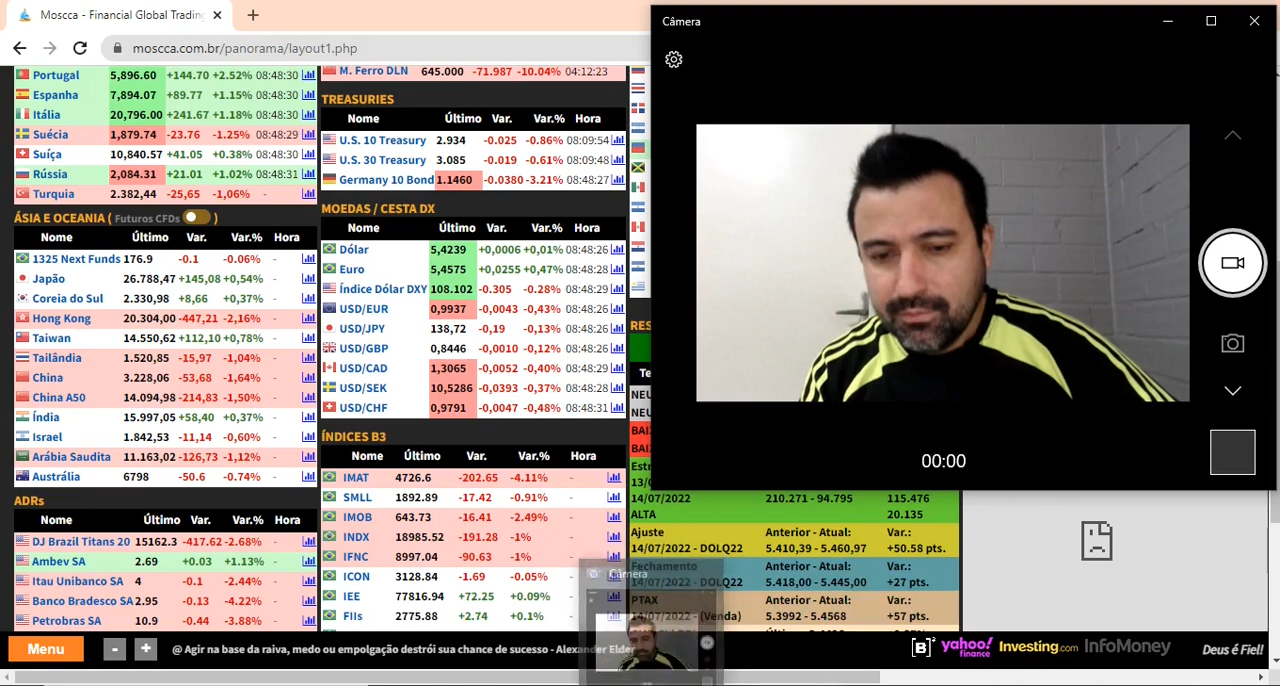 Moscca - Financial Global Trading
moscca.com.br/panorama/layout1.php
Portugal 5,896.60 +144.70 +2.52% 08:48:30
Espanha 7,894.07 +89.77 +1.15% 08:48:30
Itália 20,796.00 +241.67 +1.18% 08:48:30
Suécia 1,879.74 -23.76 -1.25% 08:48:29
Suíça 10,840.57 +41.05 +0.38% 08:48:30
Rússia 2,084.31 +21.01 +1.02% 08:48:31
Turquia 2.382,44 -25,65 -1,06% -
ÁSIA E OCEANIA ( Futuros CFDs )
Nome Último Var. Var.% Hora
1325 Next Funds 176.9 -0.1 -0.06% -
Japão 26.788,47 +145,08 +0,54% -
Coreia do Sul 2.330,98 +8,66 +0,37% -
Hong Kong 20.304,00 -447,21 -2,16% -
Taiwan 14.550,62 +112,10 +0,78% -
Tailândia 1.520,85 -15,97 -1,04% -
China 3.228,06 -53,68 -1,64% -
China A50 14.094,98 -214,83 -1,50% -
Índia 15.997,05 +58,40 +0,37% -
Israel 1.842,53 -11,14 -0,60% -
Arábia Saudita 11.163,02 -126,73 -1,12% -
Austrália 6798 -50.6 -0.74% -
ADRs
Nome Último Var. Var.% Hora
DJ Brazil Titans 20 15162.3 -417.62 -2.68% -
Ambev SA 2.69 +0.03 +1.13% -
Itau Unibanco SA 4 -0.1 -2.44% -
Banco Bradesco SA 2.95 -0.13 -4.22% -
Petrobras SA 10.9 -0.44 -3.88% -
M. Ferro DLN 645.000 -71.987 -10.04% 04:12:23
TREASURIES
Nome Último Var. Var.% Hora
U.S. 10 Treasury 2.934 -0.025 -0.86% 08:09:54
U.S. 30 Treasury 3.085 -0.019 -0.61% 08:09:48
Germany 10 Bond 1.1460 -0.0380 -3.21% 08:48:27
MOEDAS / CESTA DX
Nome Último Var. Var.% Hora
Dólar 5,4239 +0,0006 +0,01% 08:48:26
Euro 5,4575 +0,0255 +0,47% 08:48:28
Índice Dólar DXY 108.102 -0.305 -0.28% 08:48:29
USD/EUR 0,9937 -0,0043 -0,43% 08:48:26
USD/JPY 138,72 -0,19 -0,13% 08:48:26
USD/GBP 0,8446 -0,0010 -0,12% 08:48:26
USD/CAD 1,3065 -0,0052 -0,40% 08:48:29
USD/SEK 10,5286 -0,0393 -0,37% 08:48:28
USD/CHF 0,9791 -0,0047 -0,48% 08:48:31
ÍNDICES B3
Nome Último Var. Var.% Hora
IMAT 4726.6 -202.65 -4.11% -
SMLL 1892.89 -17.42 -0.91% -
IMOB 643.73 -16.41 -2.49% -
INDX 18985.52 -191.28 -1% -
IFNC 8997.04 -90.63 -1% -
ICON 3128.84 -1.69 -0.05% -
IEE 77816.94 +72.25 +0.09%
FIIs 2775.88 +2.74 +0.1%
RES
Te
NEU
NEU
BAI
BAI
Estr
13/0
14/07/2022 210.271 - 94.795 115.476
ALTA 20.135
Ajuste Anterior - Atual: Var.:
14/07/2022 - DOLQ22 5.410,39 - 5.460,97 +50.58 pts.
Fechamento Anterior - Atual: Var.:
14/07/2022 - DOLQ22 5.418,00 - 5.445,00 +27 pts.
PTAX Anterior - Atual: Var.:
14/07/2022 - (Venda) 5.3992 - 5.4568 +57 pts.
Câmera
00:00
Câmera
Menu - + @ Agir na base da raiva, medo ou empolgação destrói sua chance de sucesso - Alexander Elder
[B]³ yahoo! finance Investing.com InfoMoney Deus é Fiel!